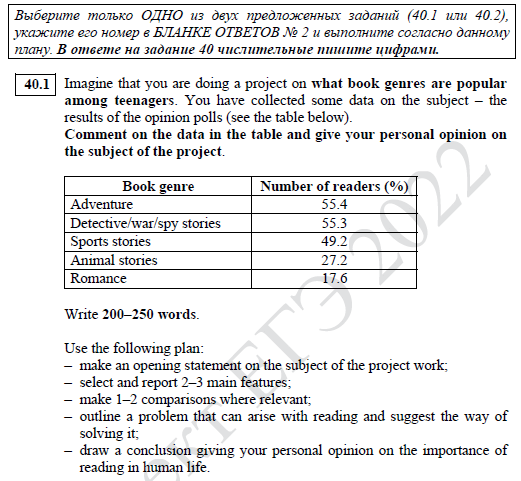 Выберите только ОДНО из двух предложенных заданий (40.1 или 40.2),
укажите его номер в БЛАНКЕ ОТВЕТОВ № 2 и выполните согласно данному
плану. В ответе на задание 40 числительные пишите цифрами.
40.1 Imagine that you are doing a project on what book genres are popular
among teenagers. You have collected some data on the subject – the
results of the opinion polls (see the table below).
Comment on the data in the table and give your personal opinion on
the subject of the project.
Book genre Number of readers (%)
Adventure 55.4
Detective/war/spy stories 55.3
Sports stories 49.2
Animal stories 27.2
Romance 17.6
Write 200–250 words.
Use the following plan:
– make an opening statement on the subject of the project work;
– select and report 2–3 main features;
– make 1–2 comparisons where relevant;
– outline a problem that can arise with reading and suggest the way of
solving it;
– draw a conclusion giving your personal opinion on the importance of
reading in human life.
ект ЕГЭ 2022